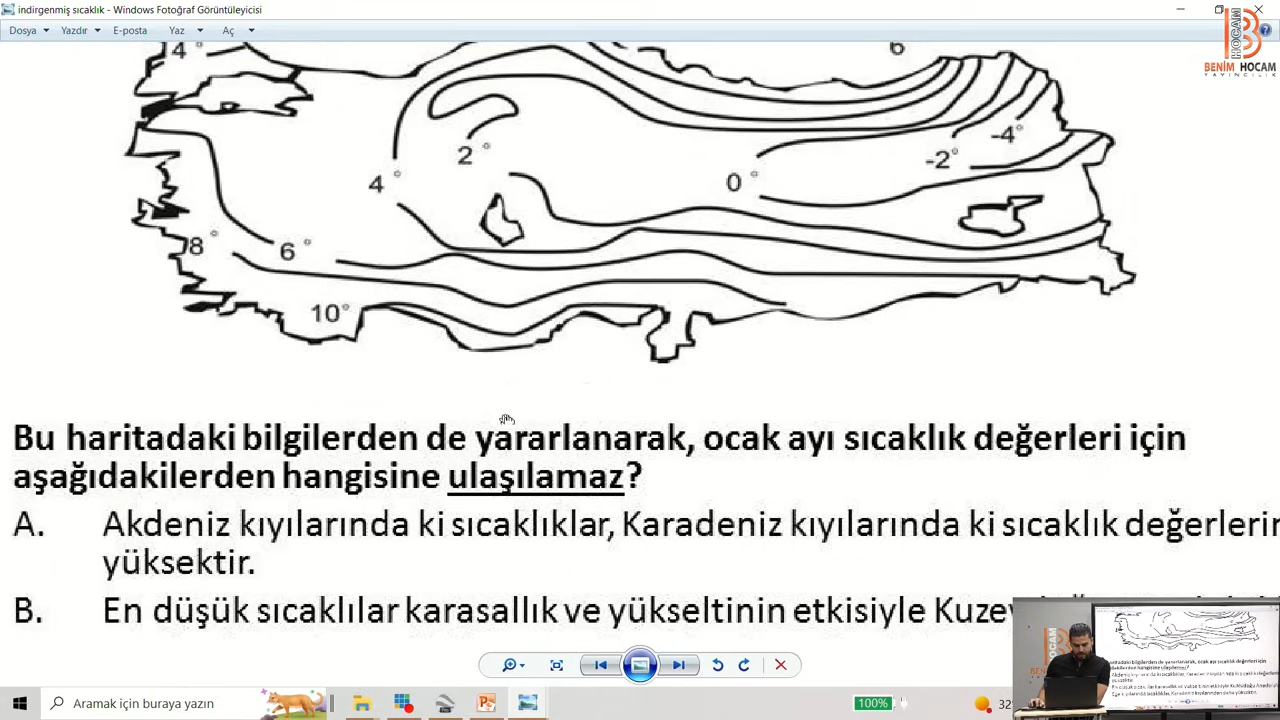 indirgenmiş sıcaklık - Windows Fotoğraf Görüntüleyicisi
Dosya Yazdır E-posta Yaz Aç
BENİM HOCAM
YAYINCILIK
4°
6
2°
4°
0°
-2°
-4°
8°
6°
10°
Bu haritadaki bilgilerden de yararlanarak, ocak ayı sıcaklık değerleri için
aşağıdakilerden hangisine ulaşılamaz?
A. Akdeniz kıyılarında ki sıcaklıklar, Karadeniz kıyılarında ki sıcaklık
yüksektir.
B. En düşük sıcaklılar karasallık ve yükseltinin etkisiyle
Aramak için buraya yazın
100%